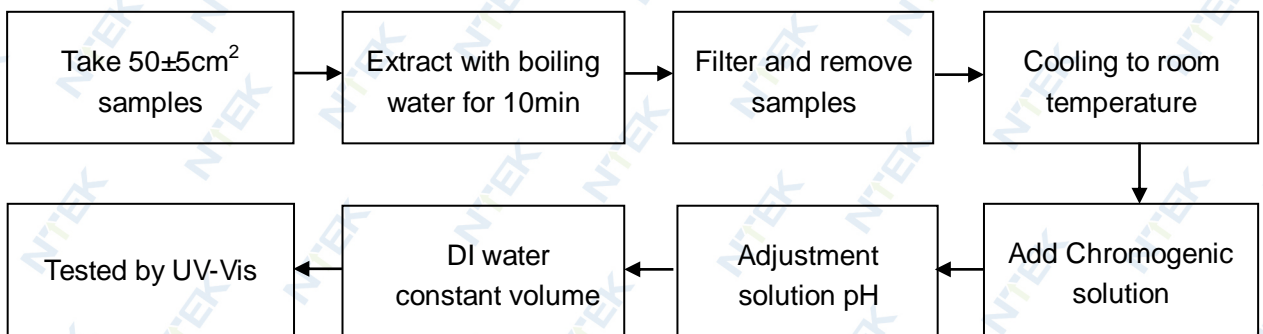 Take 50±5cm²
samples
Extract with boiling
water for 10min
Filter and remove
samples
Cooling to room
temperature
Add Chromogenic
solution
Adjustment
solution pH
DI water
constant volume
Tested by UV-Vis
NTEK